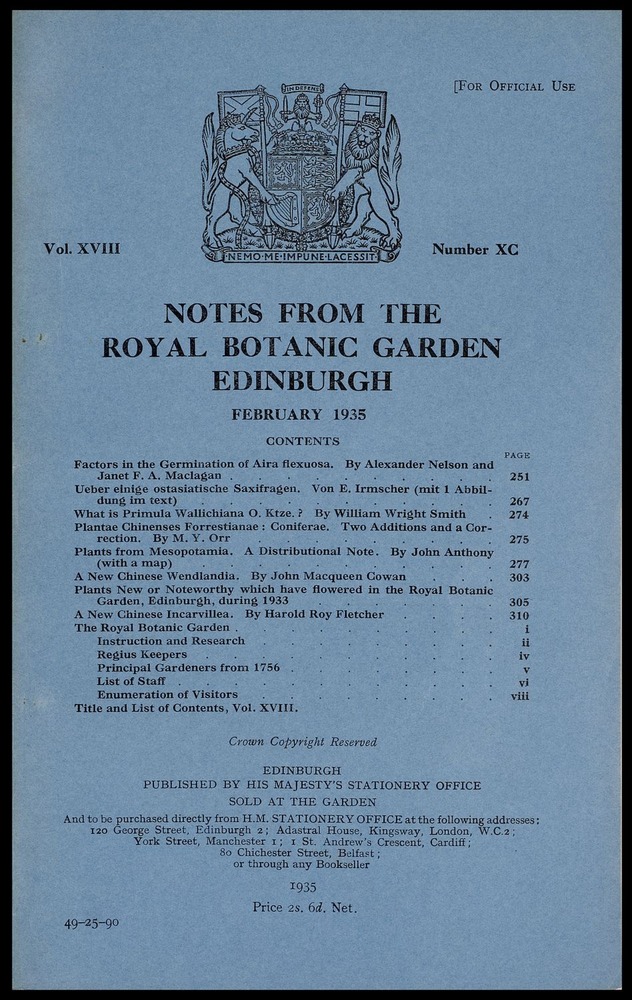 [FOR OFFICIAL USE
IN DEFENS
NEMO·ME·IMPUNE·LACESSIT
Vol. XVIII
Number XC
NOTES FROM THE
ROYAL BOTANIC GARDEN
EDINBURGH
FEBRUARY 1935
CONTENTS
PAGE
Factors in the Germination of Aira flexuosa. By Alexander Nelson and
Janet F. A. Maclagan . . . . . . . . . . 251
Ueber einige ostasiatische Saxifragen. Von E. Irmscher (mit 1 Abbil-
dung im text) . . . . . . . . . . 267
What is Primula Wallichiana O. Ktze. ? By William Wright Smith . 274
Plantae Chinenses Forrestianae : Coniferae. Two Additions and a Cor-
rection. By M. Y. Orr . . . . . . . . . 275
Plants from Mesopotamia. A Distributional Note. By John Anthony
(with a map) . . . . . . . . . . 277
A New Chinese Wendlandia. By John Macqueen Cowan . . . 303
Plants New or Noteworthy which have flowered in the Royal Botanic
Garden, Edinburgh, during 1933 . . . . . . . 305
A New Chinese Incarvillea. By Harold Roy Fletcher . . . . 310
The Royal Botanic Garden . . . . . . . . . . i
Instruction and Research . . . . . . . . . ii
Regius Keepers . . . . . . . . . . iv
Principal Gardeners from 1756 . . . . . . . . v
List of Staff . . . . . . . . . . . vi
Enumeration of Visitors . . . . . . . . . viii
Title and List of Contents, Vol. XVIII.
Crown Copyright Reserved
EDINBURGH
PUBLISHED BY HIS MAJESTY'S STATIONERY OFFICE
SOLD AT THE GARDEN
And to be purchased directly from H.M. STATIONERY OFFICE at the following addresses:
120 George Street, Edinburgh 2; Adastral House, Kingsway, London, W.C.2;
York Street, Manchester 1; 1 St. Andrew's Crescent, Cardiff;
80 Chichester Street, Belfast;
or through any Bookseller
1935
Price 2s. 6d. Net.
49-25-90